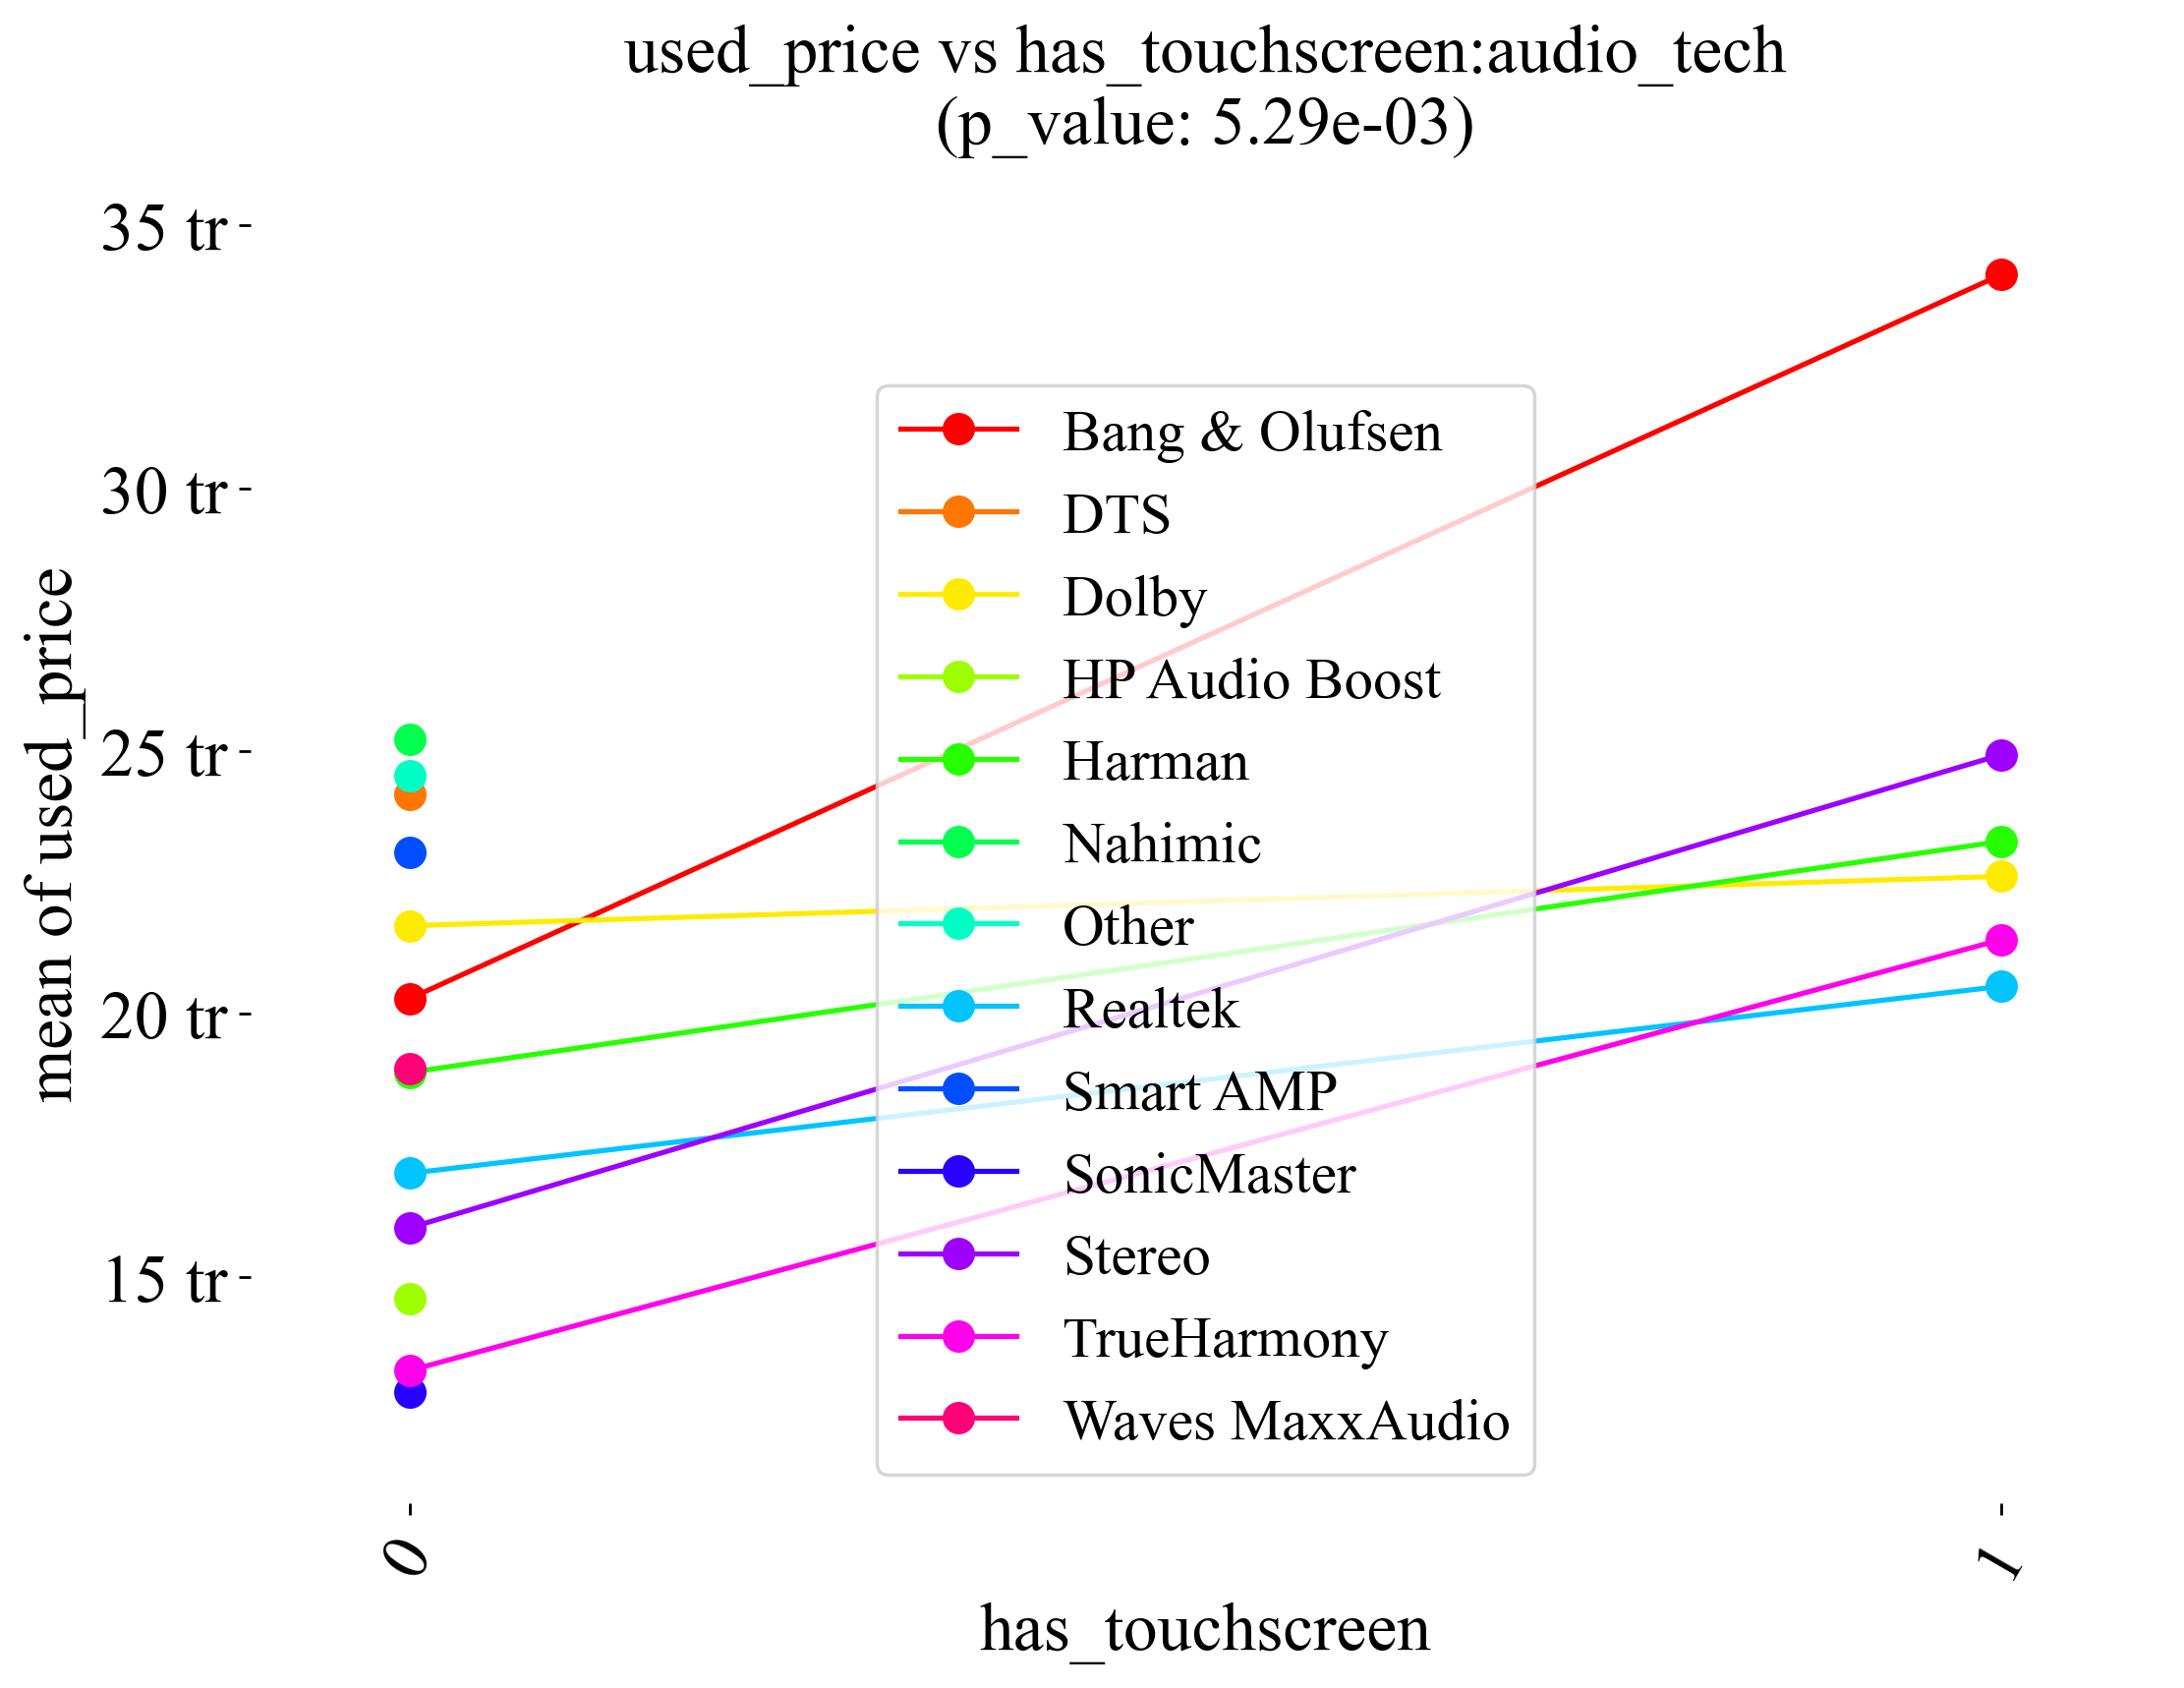 used_price vs has_touchscreen:audio_tech
(p_value: 5.29e-03)
35 tr
30 tr
25 tr
20 tr
15 tr
mean of used_price
Bang & Olufsen
DTS
Dolby
HP Audio Boost
Harman
Nahimic
Other
Realtek
Smart AMP
SonicMaster
Stereo
TrueHarmony
Waves MaxxAudio
0
1
has_touchscreen